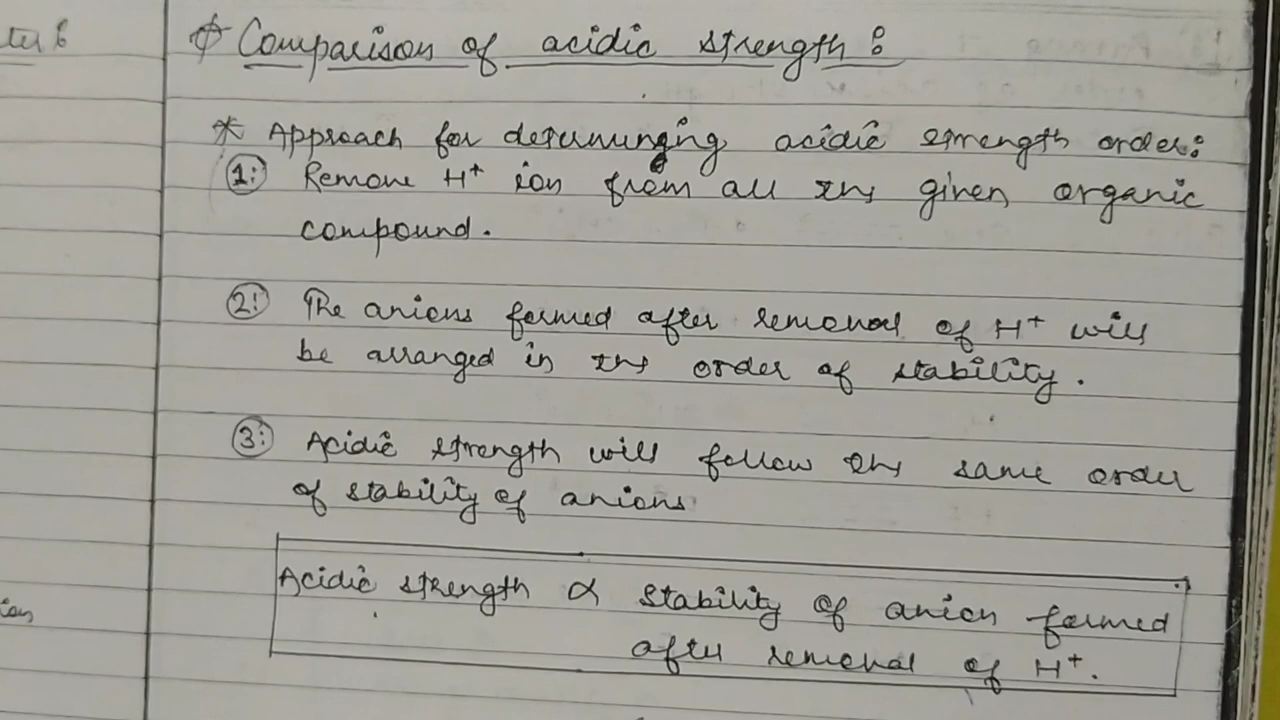 Comparison of acidic strength :
* Approach for determining acidic strength order:
1: Remove H⁺ ion from all the given organic
compound.
2: The anions formed after removal of H⁺ will
be arranged in the order of stability.
3: Acidic strength will follow the same order
of stability of anions
Acidic strength ∝ stability of anion formed
after removal of H⁺.